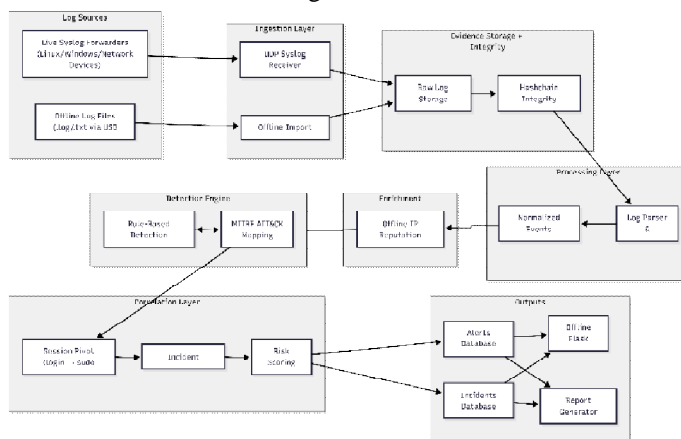 Log Sources
Live Syslog Forwarders
(Linux/Windows/Network
Devices)
Offline Log Files
(.log/.txt via USB
Ingestion Layer
UDP Syslog
Receiver
Offline Import
Evidence Storage +
Integrity
Raw Log
Storage
Hashchain
Integrity
Processing Layer
Log Parser
&
Normalized
Events
Enrichment
Offline IP
Reputation
Detection Engine
MITRE ATTACK
Mapping
Rule-Based
Detection
Correlation Layer
Session Pivot
(Login → sudo
Incident
Risk
Scoring
Outputs
Alerts
Database
Incidents
Database
Offline
Flask
Report
Generator